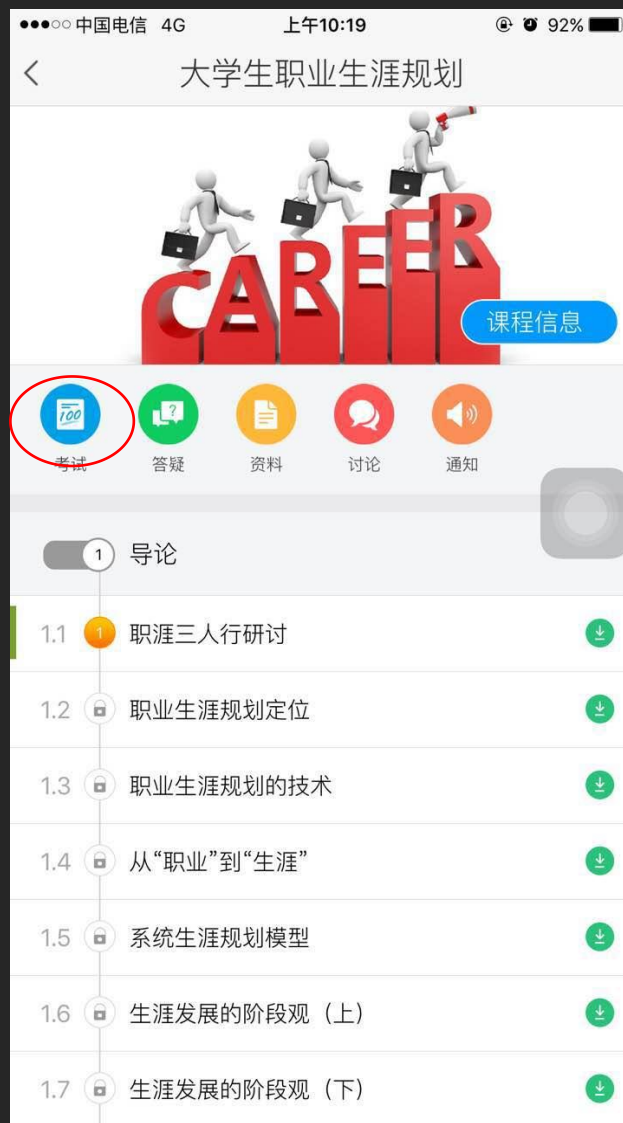 中国电信 4G 上午10:19 92%
大学生职业生涯规划
CAREER
课程信息
100 ?
考试 答疑 资料 讨论 通知
1 导论
1.1 1 职涯三人行研讨
1.2 职业生涯规划定位
1.3 职业生涯规划的技术
1.4 从“职业”到“生涯”
1.5 系统生涯规划模型
1.6 生涯发展的阶段观（上）
1.7 生涯发展的阶段观（下）